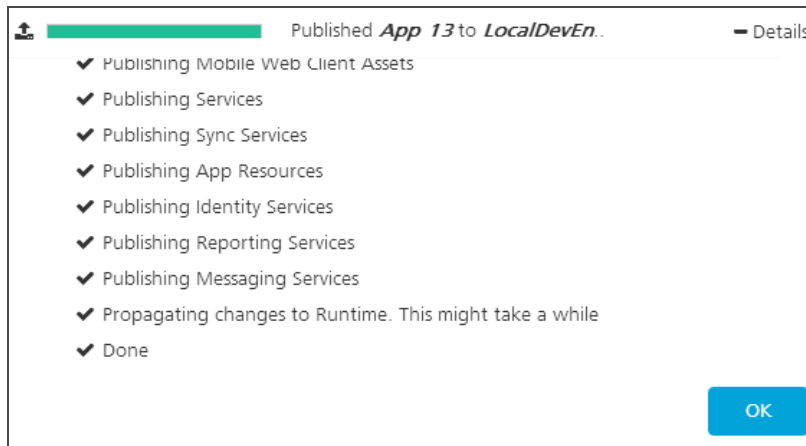 Published App 13 to LocalDevEn.. Details
Publishing Mobile Web Client Assets
Publishing Services
Publishing Sync Services
Publishing App Resources
Publishing Identity Services
Publishing Reporting Services
Publishing Messaging Services
Propagating changes to Runtime. This might take a while
Done
OK